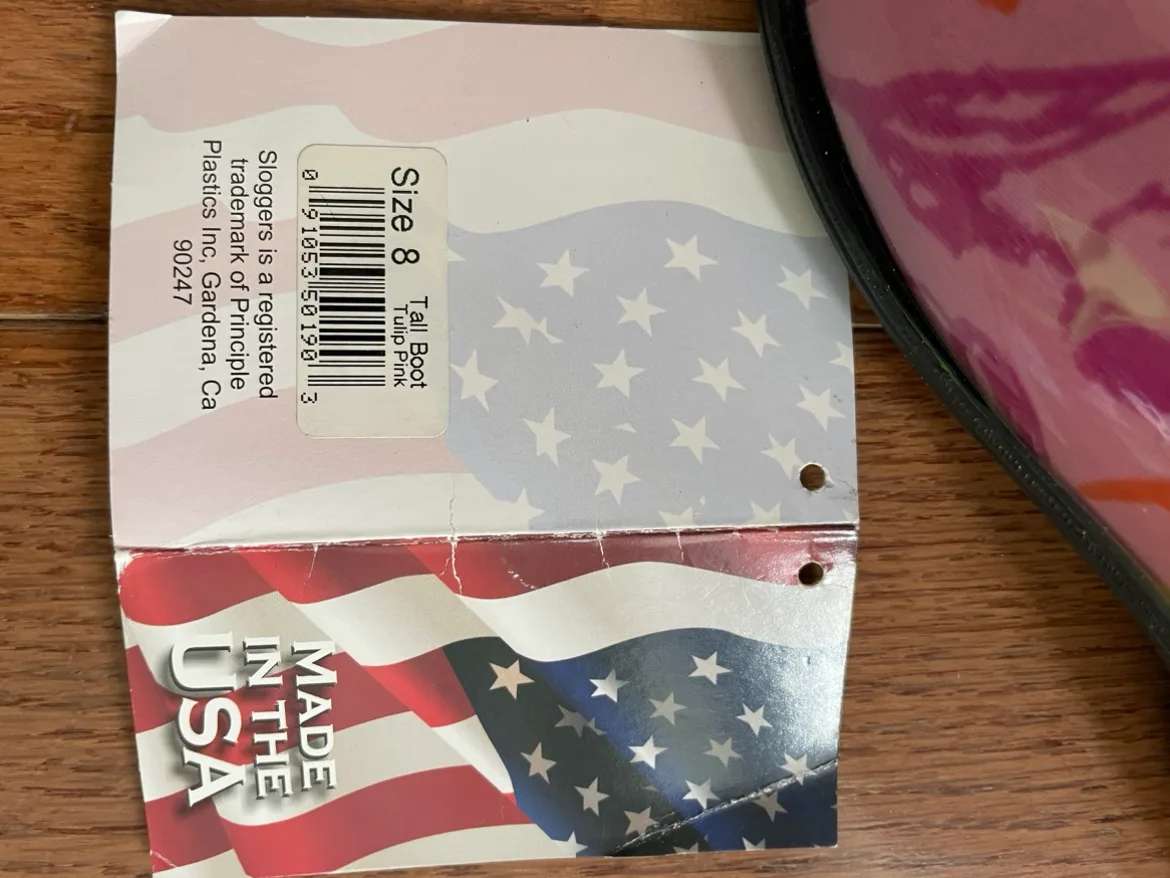 Size 8
Tall Boot
Tulip Pink
0 91053 50190 3
Sloggers is a registered
trademark of Principle
Plastics Inc, Gardena, Ca
90247
MADE
IN THE
USA